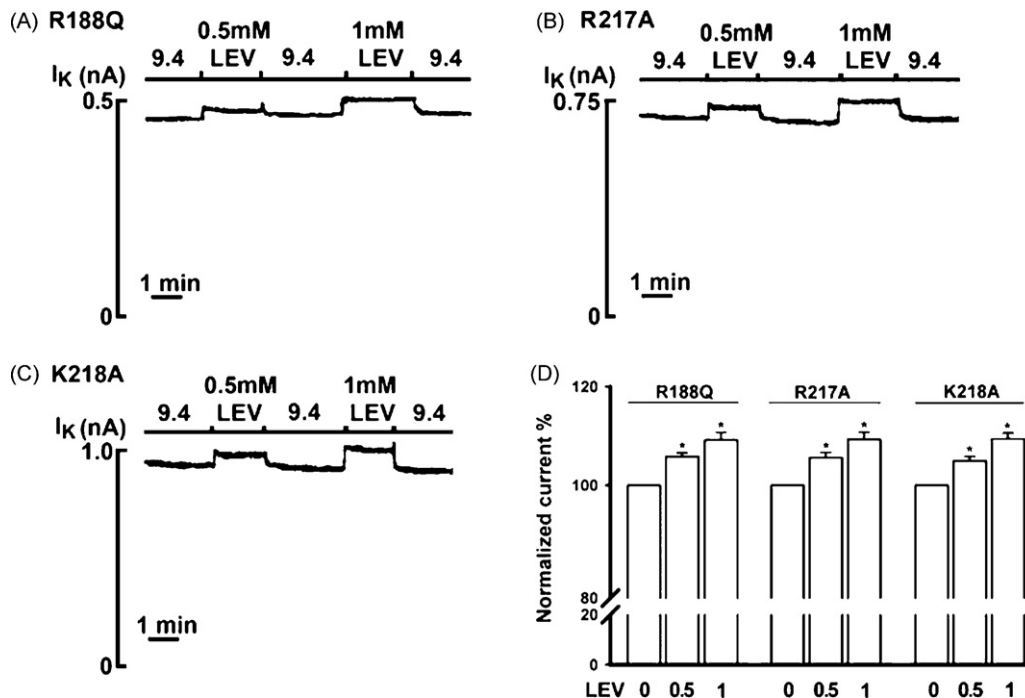 (A) R188Q
0.5mM 1mM
9.4 LEV 9.4 LEV 9.4
I_K (nA)
0.5
1 min
0
(B) R217A
0.5mM 1mM
9.4 LEV 9.4 LEV 9.4
I_K (nA)
0.75
1 min
0
(C) K218A
0.5mM 1mM
9.4 LEV 9.4 LEV 9.4
I_K (nA)
1.0
1 min
0
(D)
120
R188Q R217A K218A
* * * * * *
100
Normalized current %
80
20
0
LEV 0 0.5 1 0 0.5 1 0 0.5 1